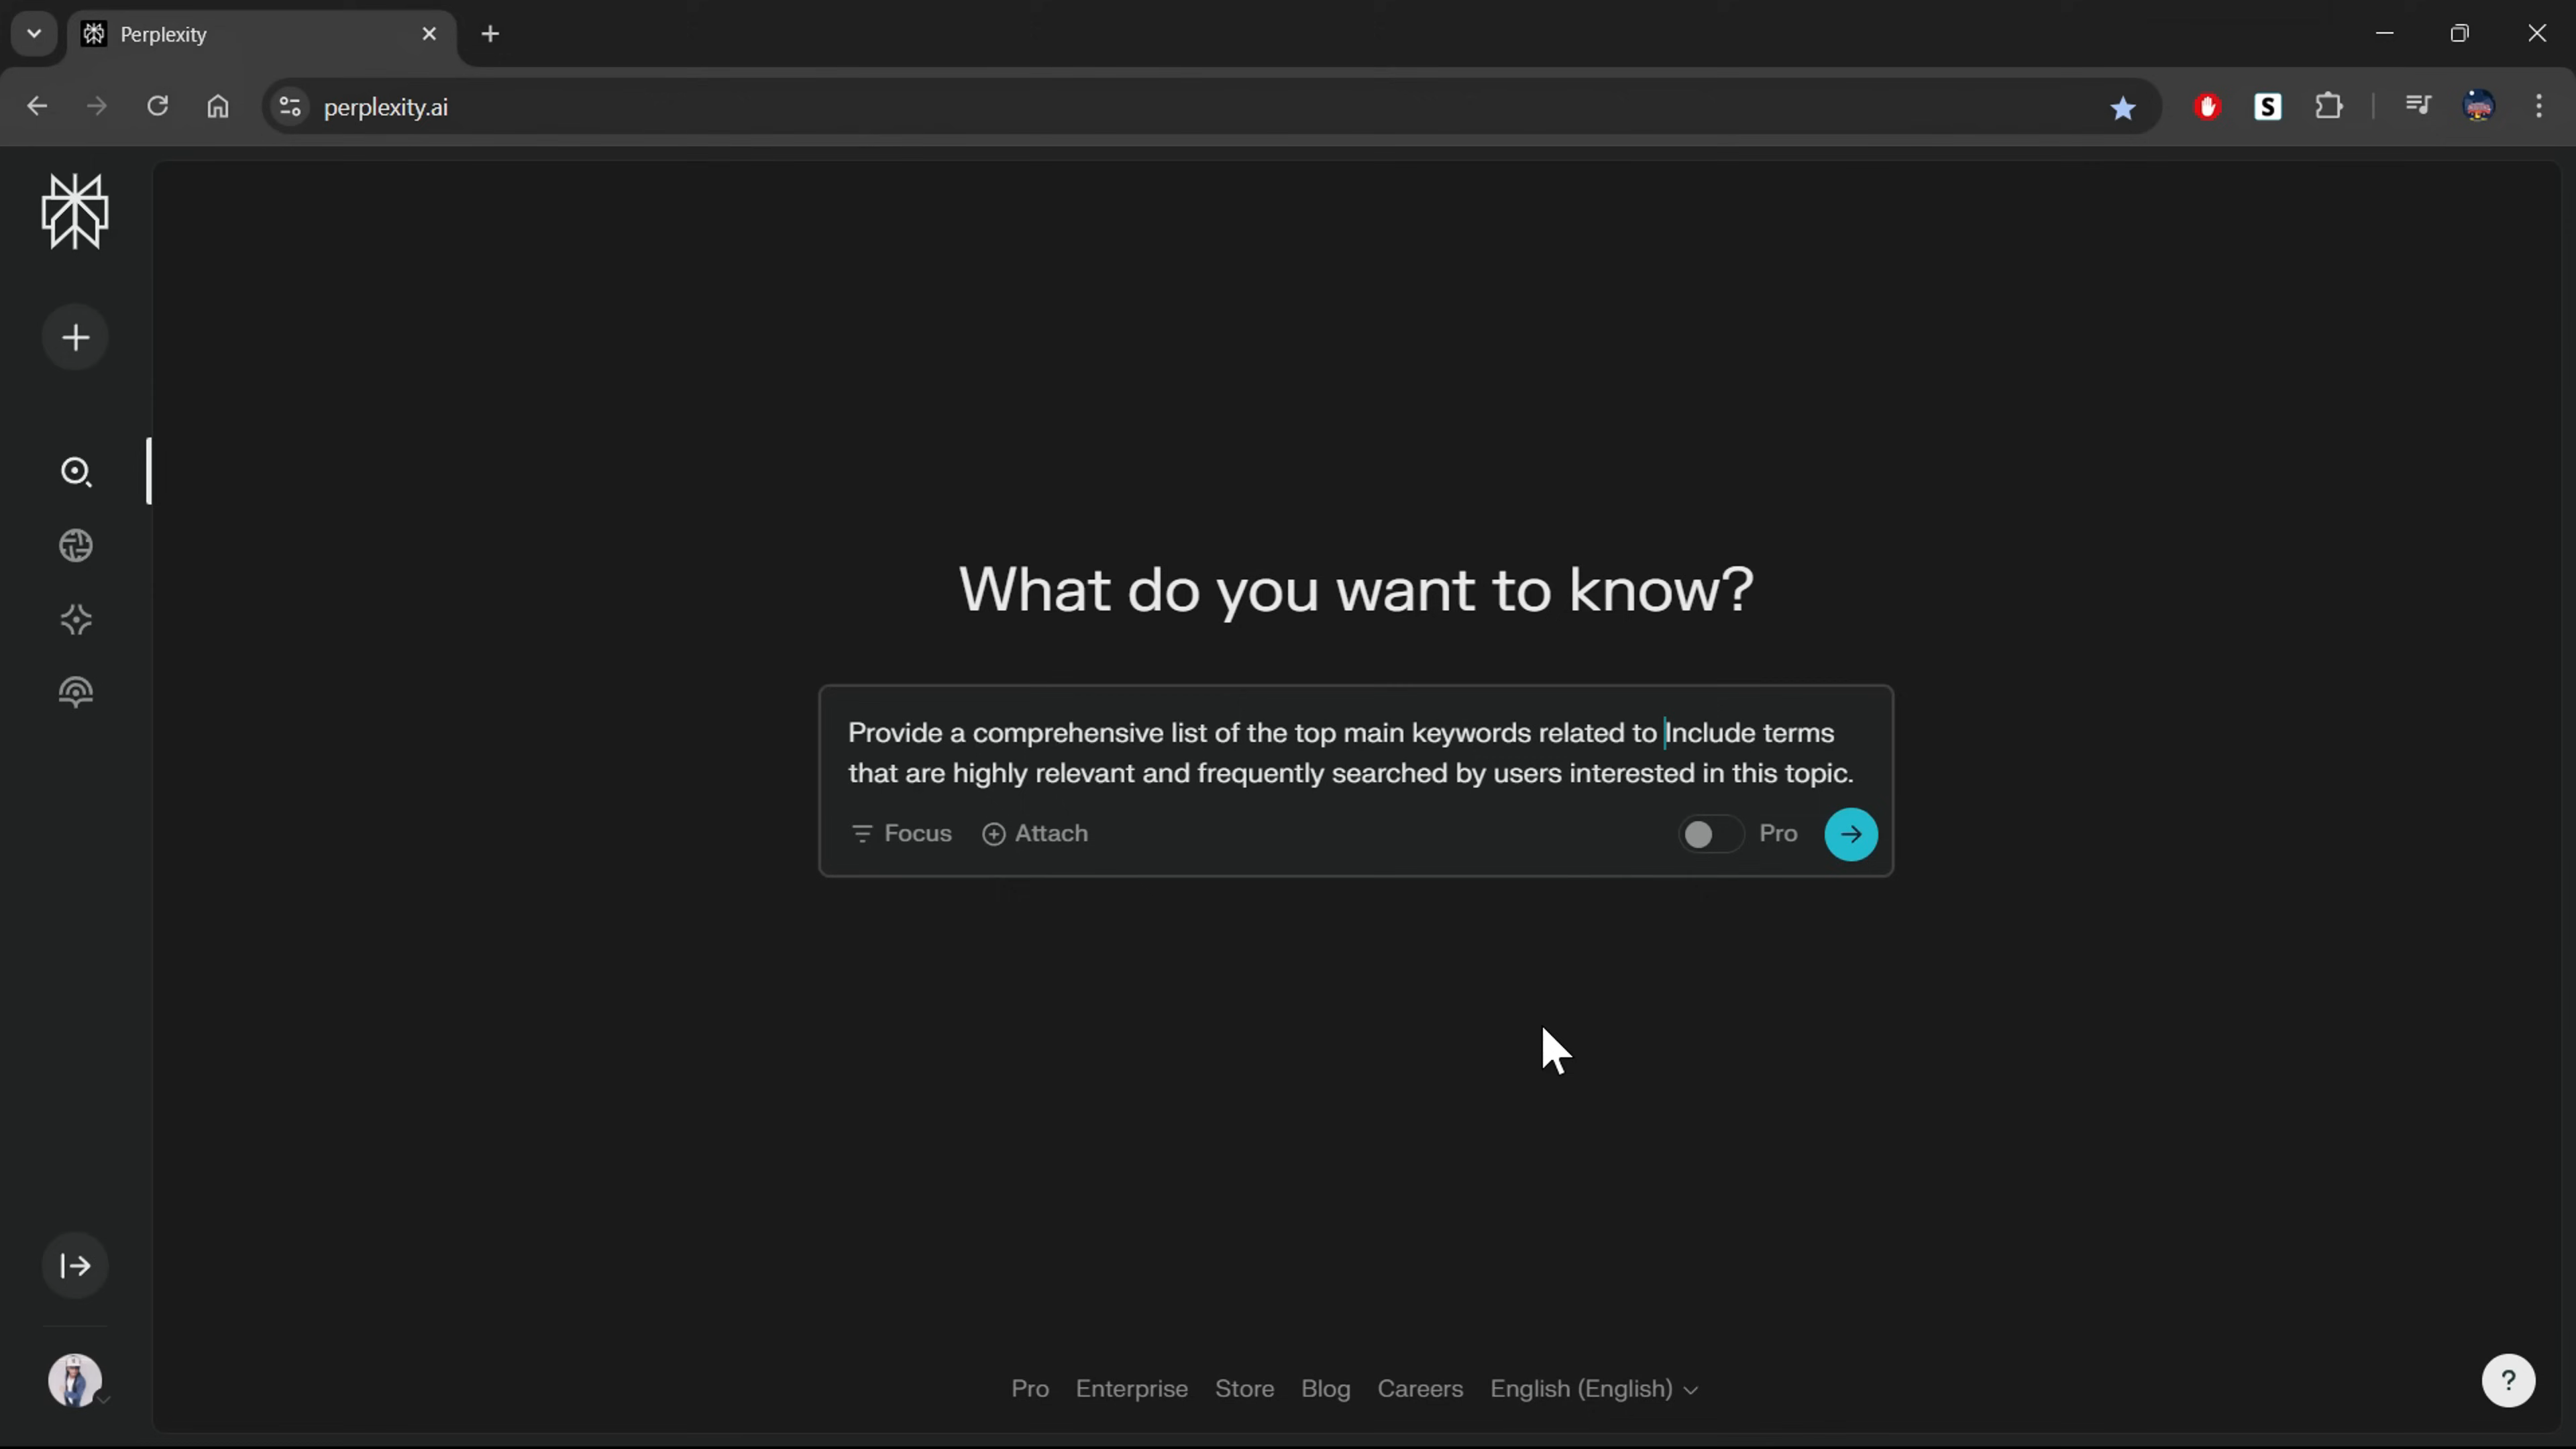 Perplexity
perplexity.ai
S
What do you want to know?
Provide a comprehensive list of the top main keywords related to Include terms
that are highly relevant and frequently searched by users interested in this topic.
Focus Attach Pro
Pro Enterprise Store Blog Careers English (English)
?